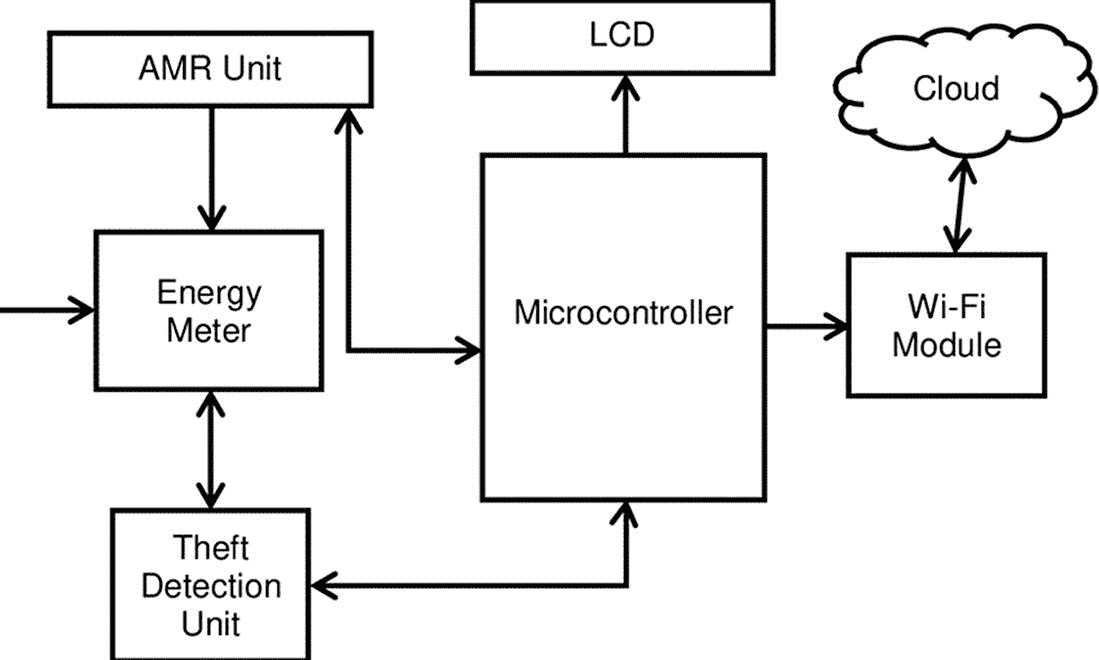 LCD
AMR Unit
Cloud
Energy
Meter
Microcontroller
Wi-Fi
Module
Theft
Detection
Unit